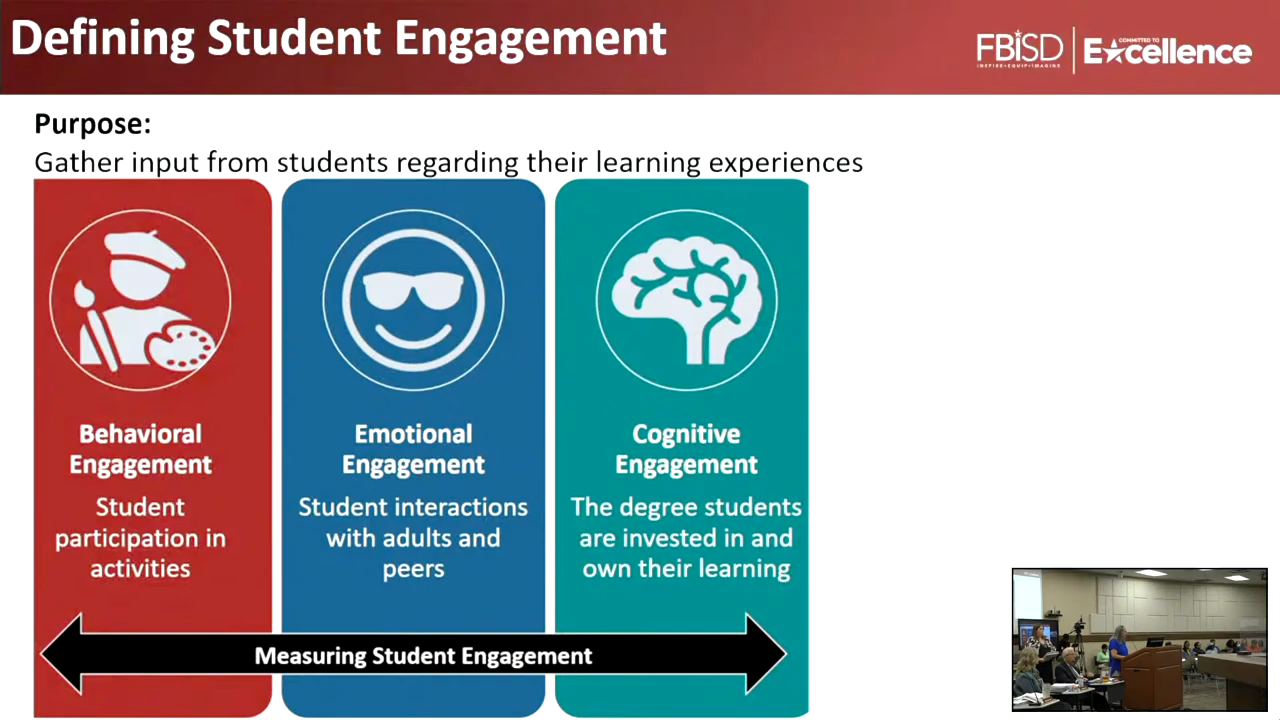 Defining Student Engagement
FBISD
INSPIRE•EQUIP•IMAGINE
COMMITTED TO
Excellence
Purpose:
Gather input from students regarding their learning experiences
Behavioral
Engagement
Student
participation in
activities
Emotional
Engagement
Student interactions
with adults and
peers
Cognitive
Engagement
The degree students
are invested in and
own their learning
Measuring Student Engagement